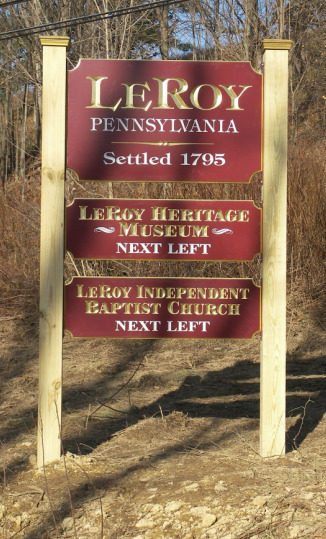 LEROY
PENNSYLVANIA
Settled 1795
LEROY HERITAGE
MUSEUM
NEXT LEFT
LEROY INDEPENDENT
BAPTIST CHURCH
NEXT LEFT